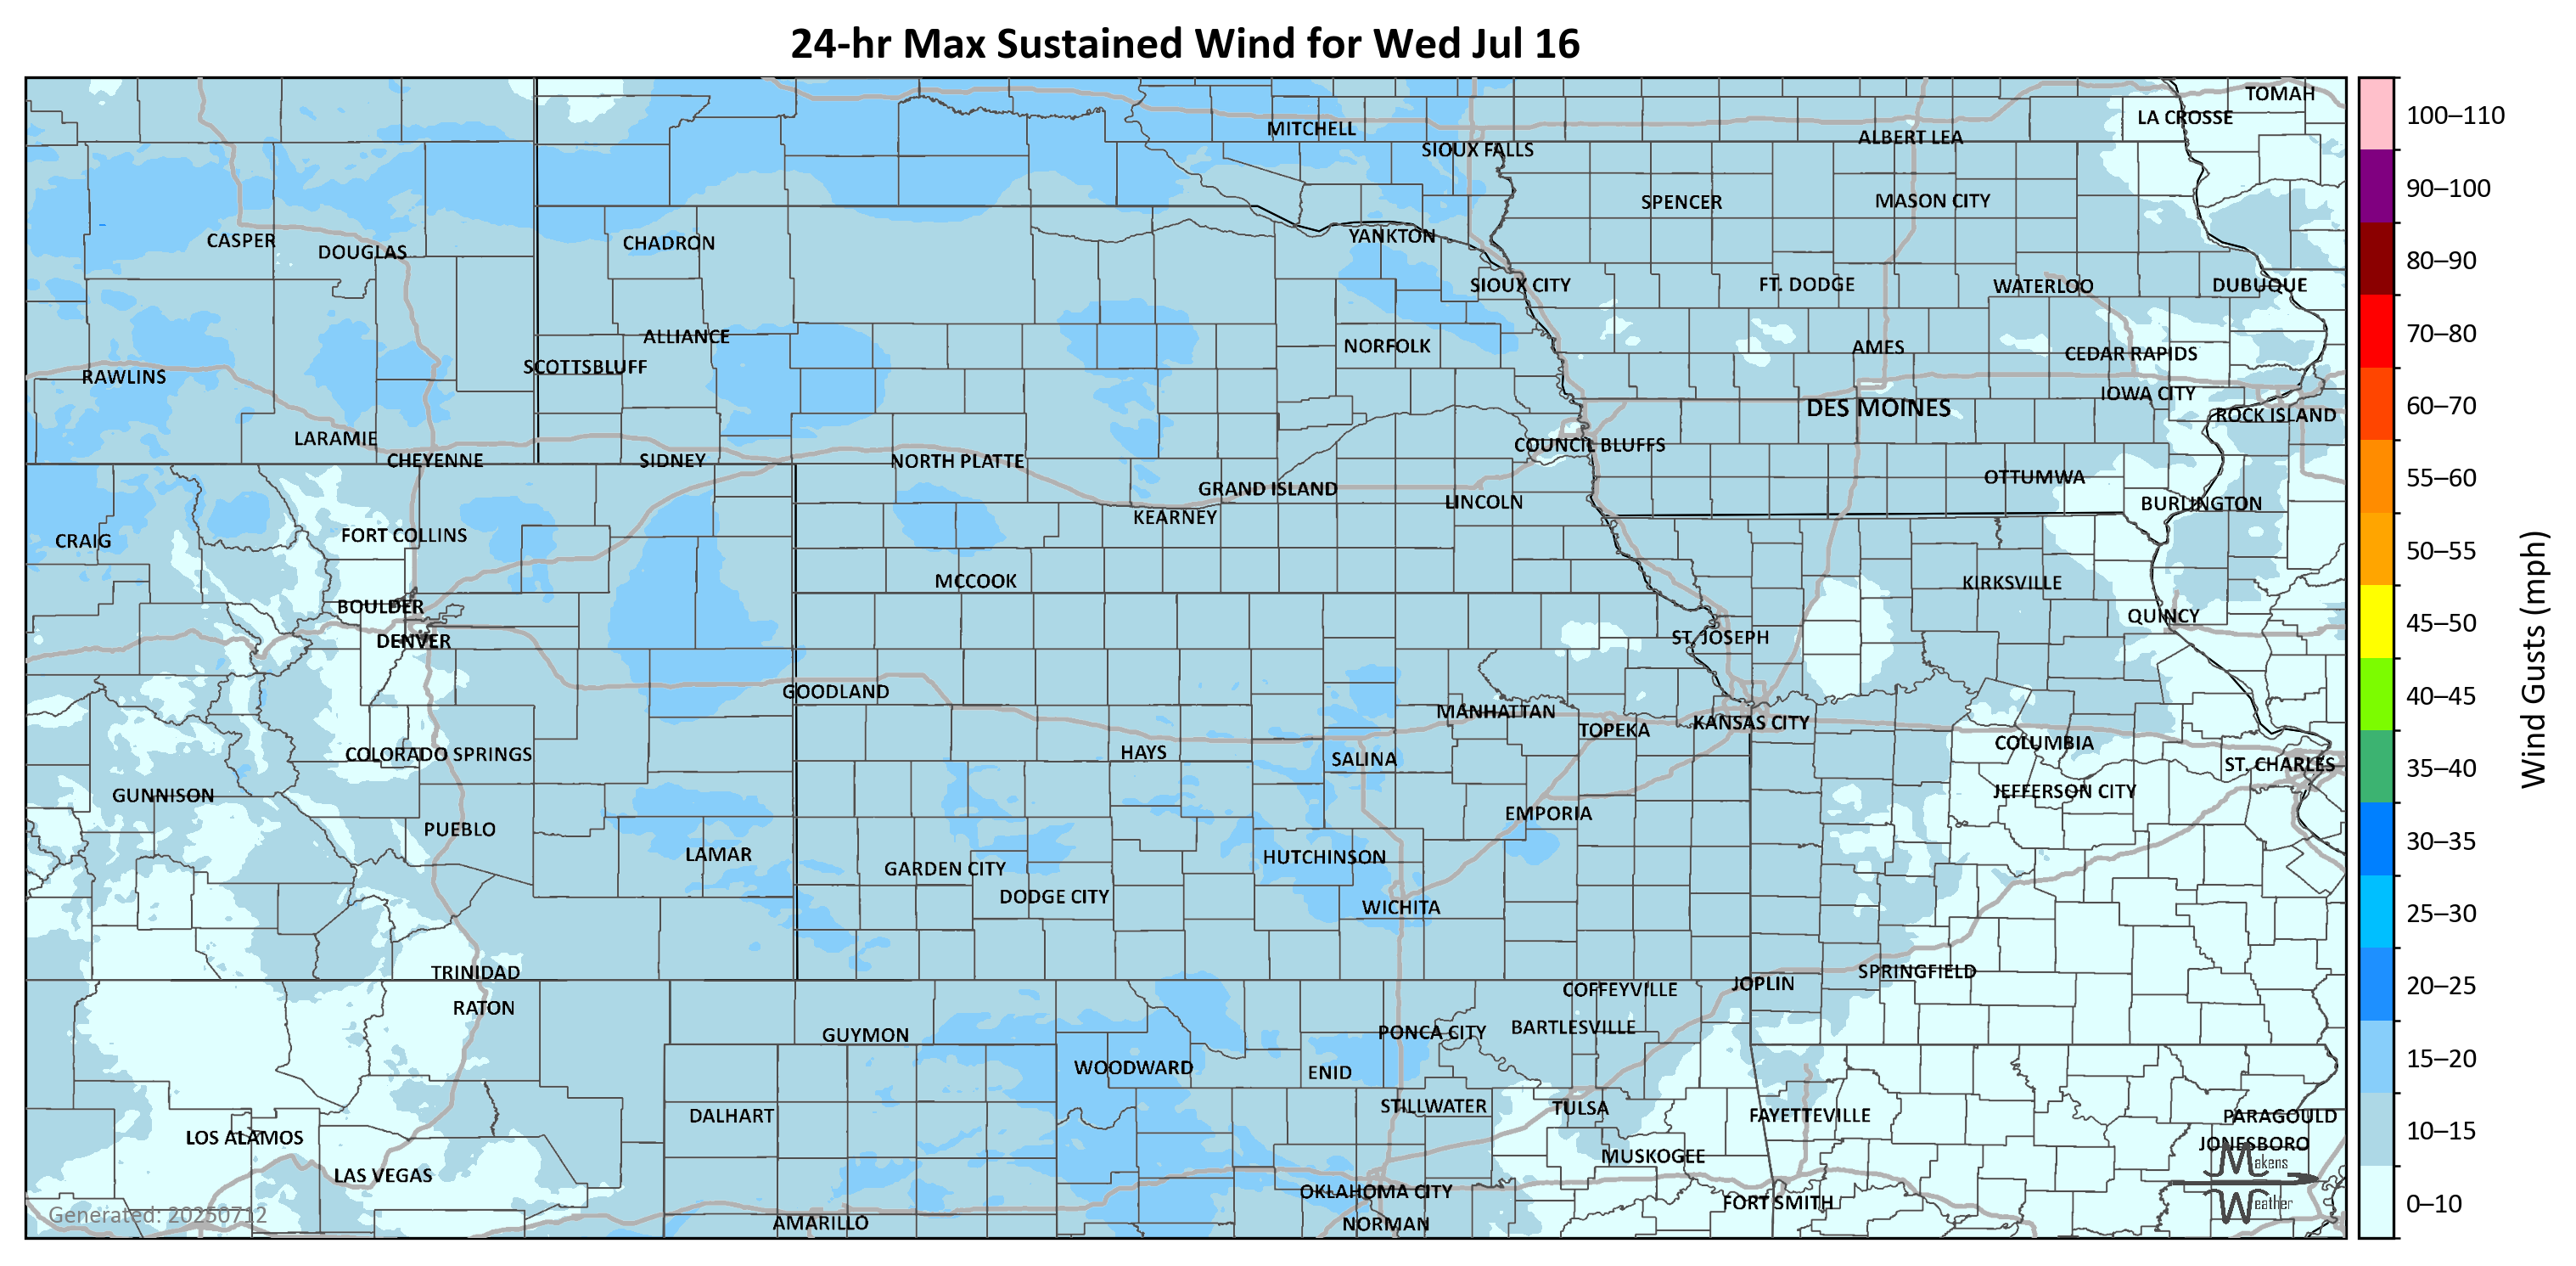 24-hr Max Sustained Wind for Wed Jul 16
TOMAH
LA CROSSE
MITCHELL
ALBERT LEA
SIOUX FALLS
SPENCER
MASON CITY
CASPER
DOUGLAS
CHADRON
YANKTON
SIOUX CITY
FT. DODGE
WATERLOO
DUBUQUE
ALLIANCE
NORFOLK
AMES
CEDAR RAPIDS
SCOTTSBLUFF
RAWLINS
IOWA CITY
DES MOINES
ROCK ISLAND
LARAMIE
COUNCIL BLUFFS
CHEYENNE
SIDNEY
NORTH PLATTE
OTTUMWA
GRAND ISLAND
LINCOLN
BURLINGTON
KEARNEY
FORT COLLINS
CRAIG
MCCOOK
KIRKSVILLE
BOULDER
QUINCY
DENVER
ST. JOSEPH
GOODLAND
MANHATTAN
TOPEKA
KANSAS CITY
COLUMBIA
COLORADO SPRINGS
HAYS
SALINA
ST. CHARLES
GUNNISON
JEFFERSON CITY
EMPORIA
PUEBLO
LAMAR
HUTCHINSON
GARDEN CITY
DODGE CITY
WICHITA
TRINIDAD
SPRINGFIELD
JOPLIN
COFFEYVILLE
RATON
GUYMON
PONCA CITY
BARTLESVILLE
WOODWARD
ENID
DALHART
STILLWATER
TULSA
FAYETTEVILLE
PARAGOULD
LOS ALAMOS
JONESBORO
MUSKOGEE
LAS VEGAS
OKLAHOMA CITY
FORT SMITH
AMARILLO
NORMAN
Generated: 20250712
Makens
Weather
100–110
90–100
80–90
70–80
60–70
55–60
50–55
45–50
40–45
35–40
30–35
25–30
20–25
15–20
10–15
0–10
Wind Gusts (mph)